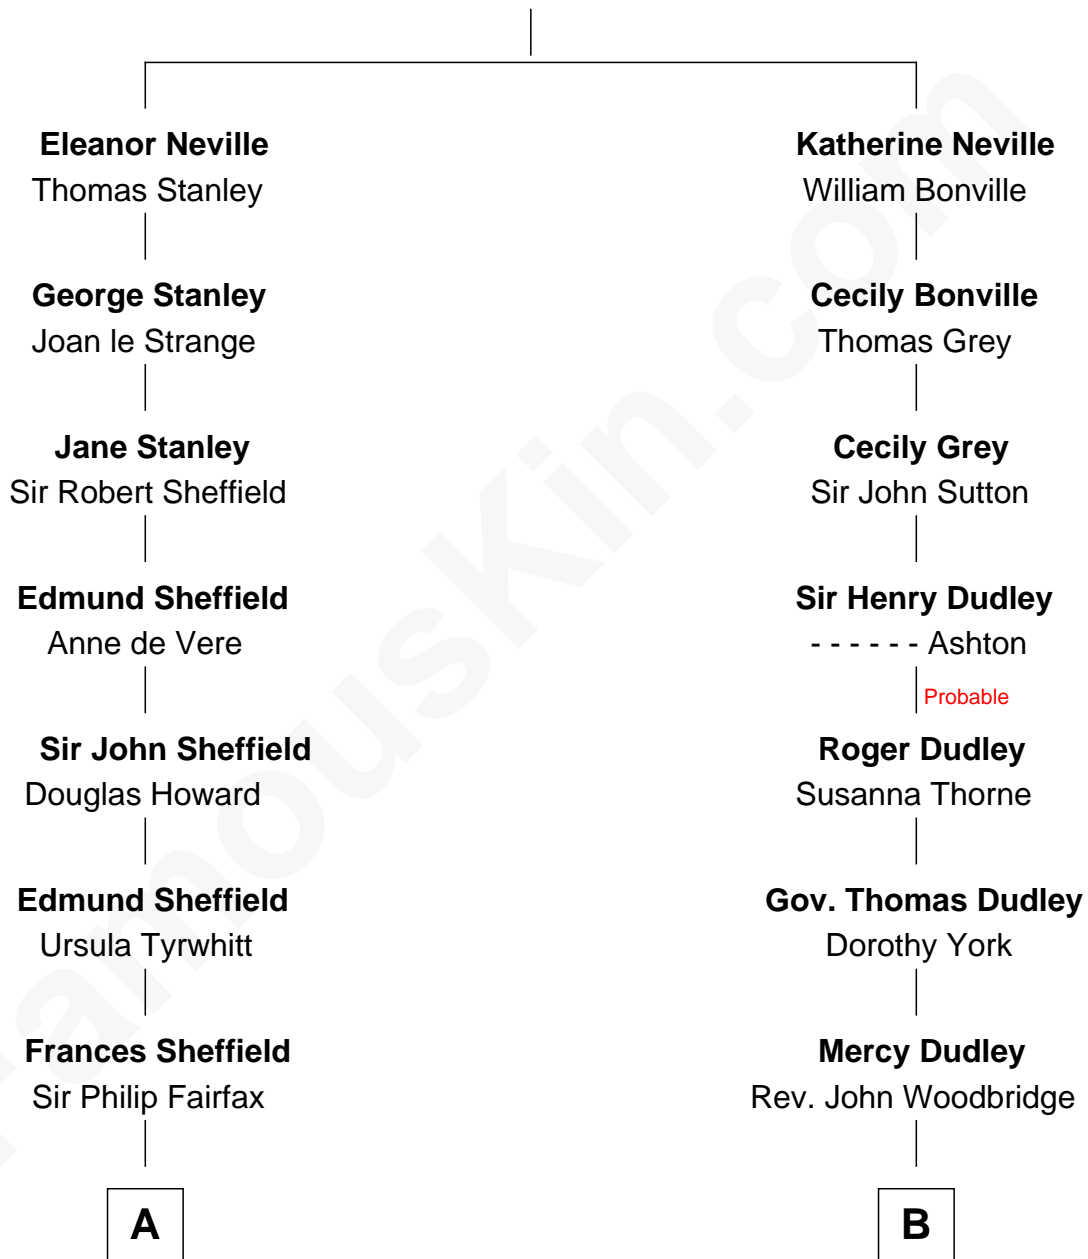 Eleanor Neville
Thomas Stanley
George Stanley
Joan le Strange
Jane Stanley
Sir Robert Sheffield
Edmund Sheffield
Anne de Vere
Sir John Sheffield
Douglas Howard
Edmund Sheffield
Ursula Tyrwhitt
Frances Sheffield
Sir Philip Fairfax
A
Katherine Neville
William Bonville
Cecily Bonville
Thomas Grey
Cecily Grey
Sir John Sutton
Sir Henry Dudley
- - - - - - Ashton
Probable
Roger Dudley
Susanna Thorne
Gov. Thomas Dudley
Dorothy York
Mercy Dudley
Rev. John Woodbridge
B
FamousKin.com